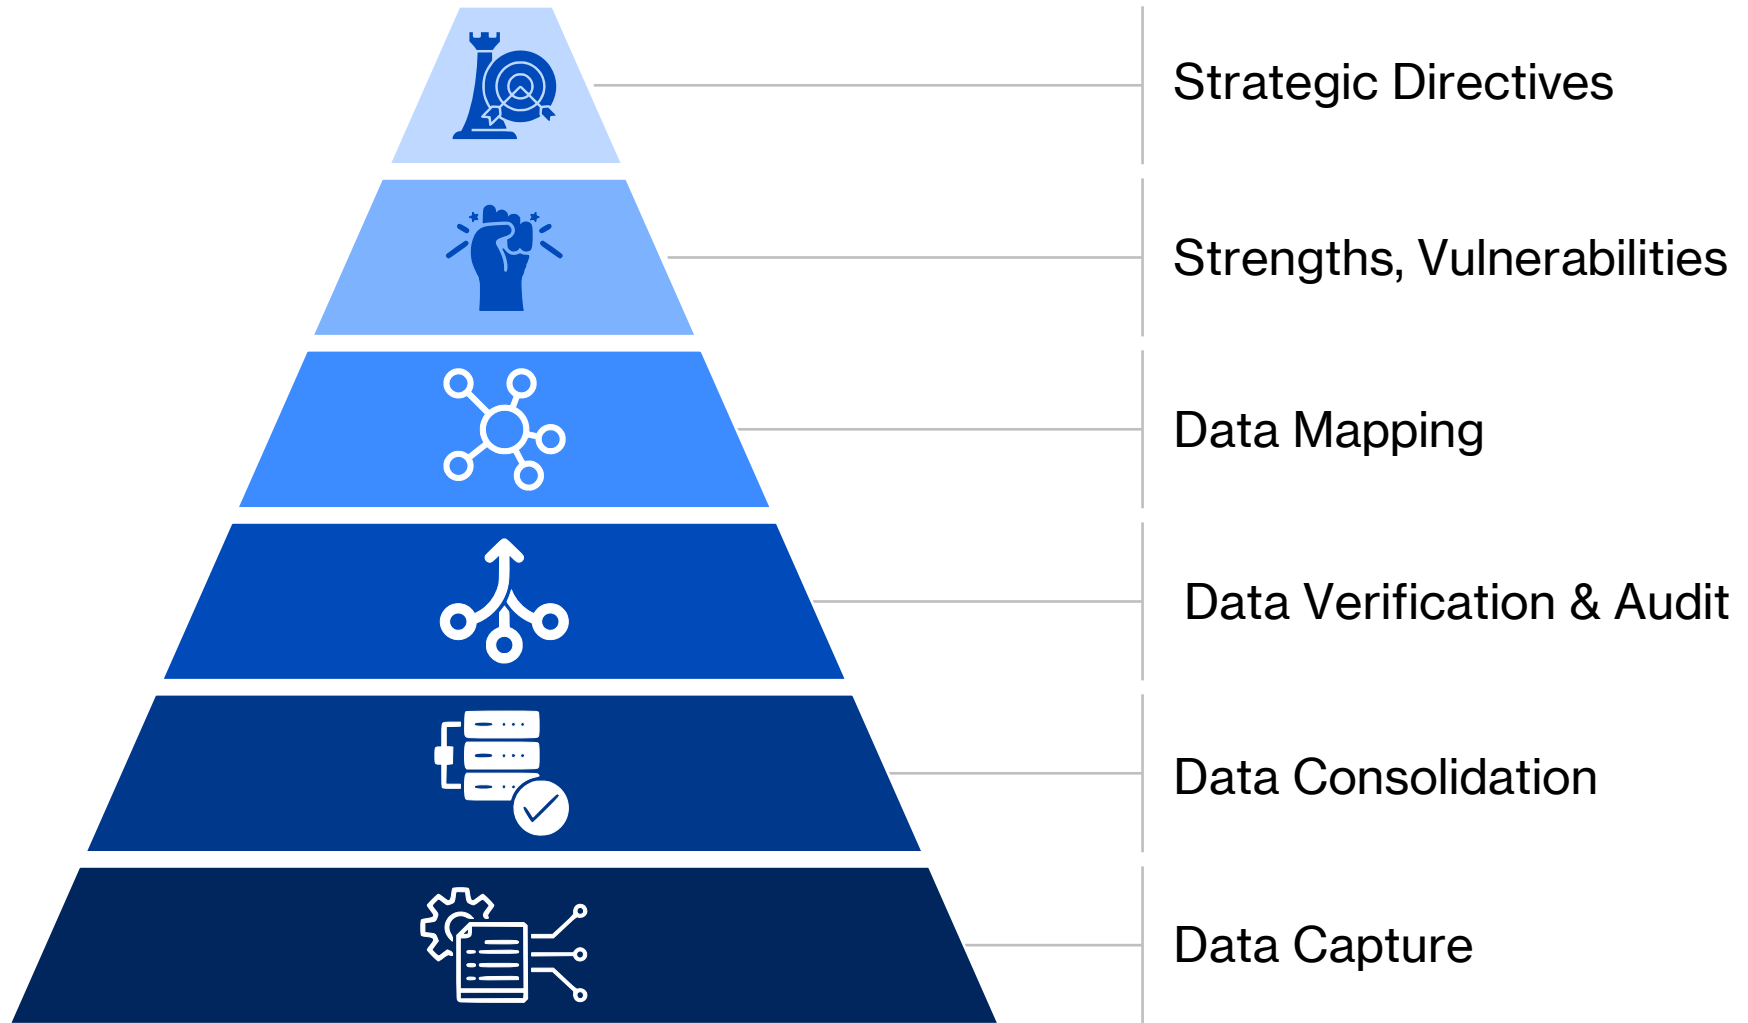 Strategic Directives
Strengths, Vulnerabilities
Data Mapping
Data Verification & Audit
Data Consolidation
Data Capture